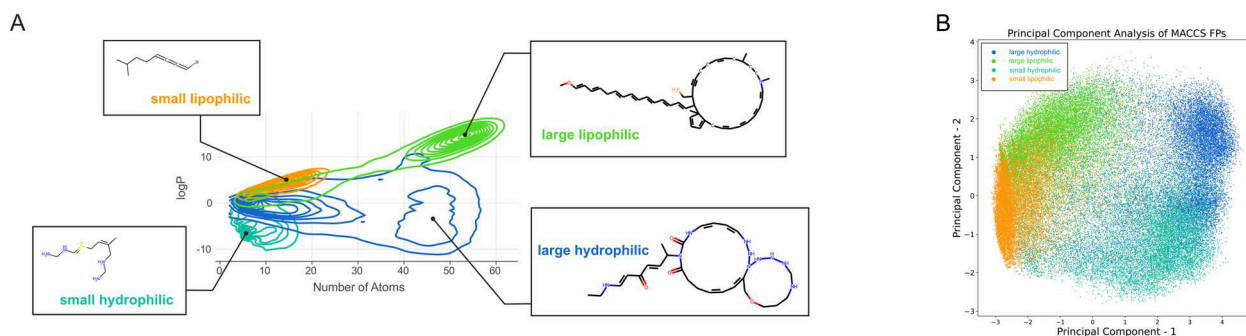 A
small lipophilic
large lipophilic
small hydrophilic
large hydrophilic
logP
10
0
-10
0
10
20
30
40
50
60
Number of Atoms
B
Principal Component Analysis of MACCS FPs
large hydrophilic
large lipophilic
small hydrophilic
small lipophilic
Principal Component - 2
4
3
2
1
0
−1
−2
−3
−3
−2
−1
0
1
2
3
4
Principal Component - 1